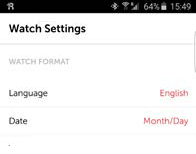 64% 15:49
Watch Settings
WATCH FORMAT
Language English
Date Month/Day